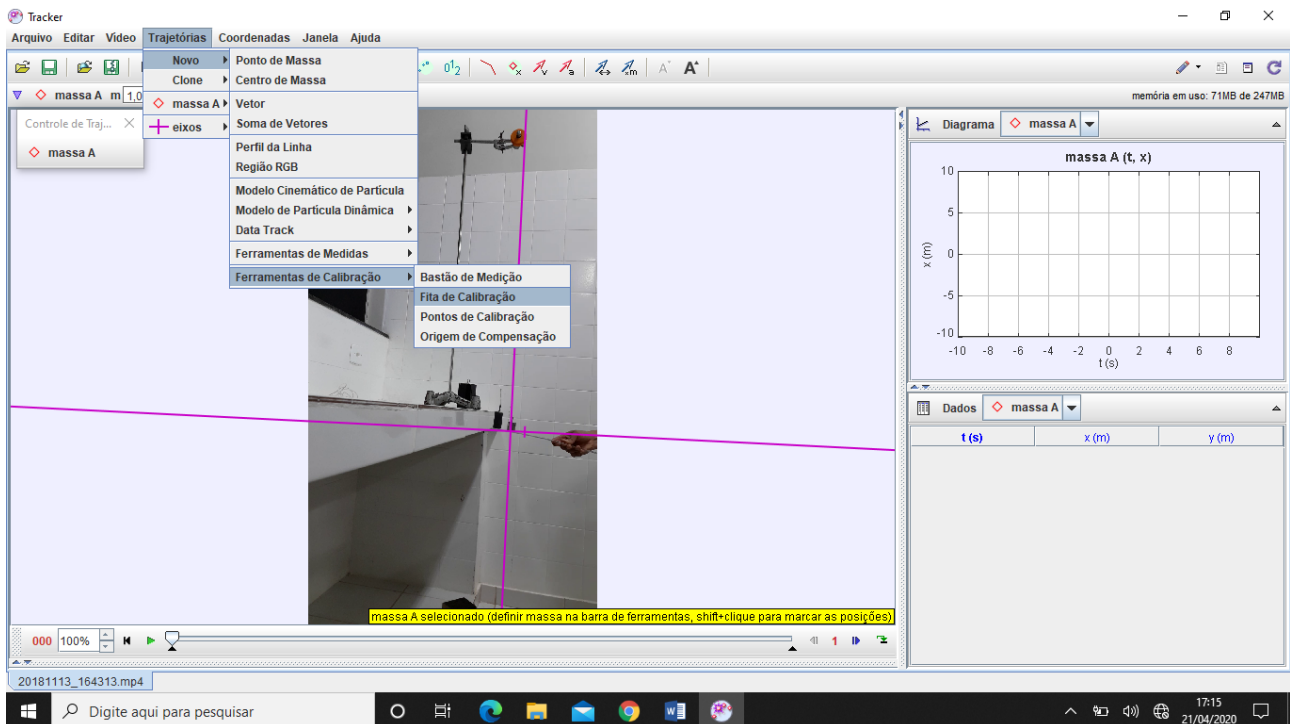 Tracker
Arquivo Editar Vídeo Trajetórias Coordenadas Janela Ajuda
Novo
Clone
massa A
eixos
Ponto de Massa
Centro de Massa
Vetor
Soma de Vetores
Perfil da Linha
Região RGB
Modelo Cinemático de Partícula
Modelo de Partícula Dinâmica
Data Track
Ferramentas de Medidas
Ferramentas de Calibração
Bastão de Medição
Fita de Calibração
Pontos de Calibração
Origem de Compensação
massa A m 1,0
memória em uso: 71MB de 247MB
Controle de Traj...
massa A
Diagrama massa A
massa A (t, x)
10
5
0
-5
-10
x (m)
-10 -8 -6 -4 -2 0 2 4 6 8
t (s)
Dados massa A
t (s) x (m) y (m)
massa A selecionado (definir massa na barra de ferramentas, shift+clique para marcar as posições)
000 100% 1
20181113_164313.mp4
Digite aqui para pesquisar
17:15
21/04/2020